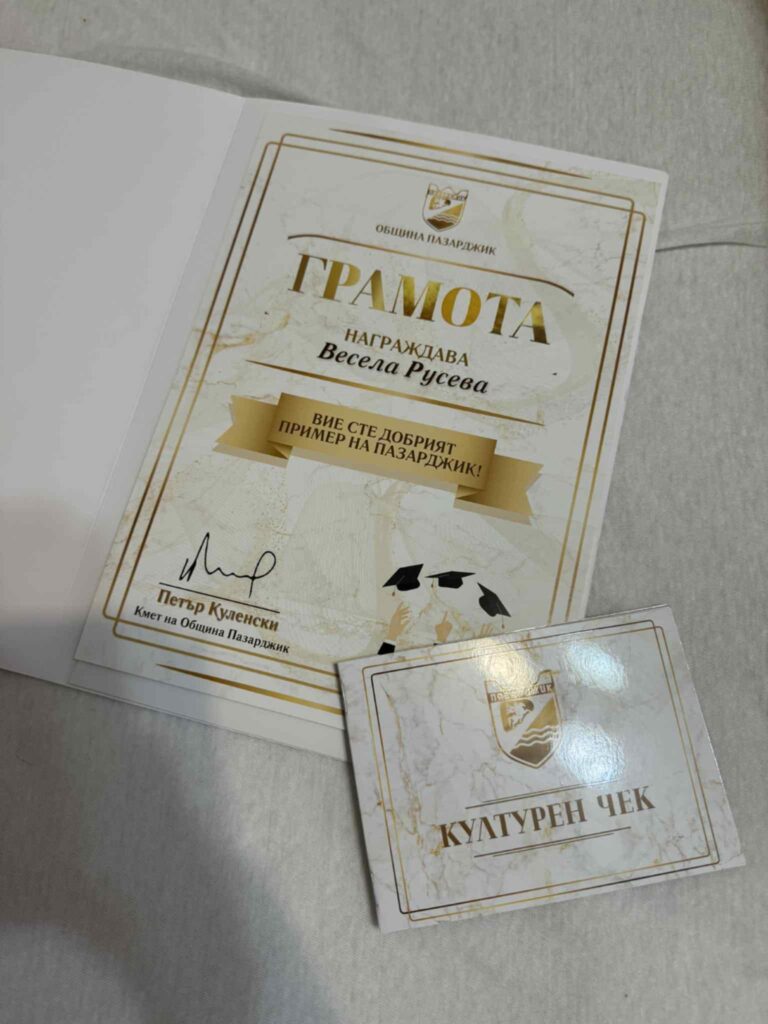 ОБЩИНА ПАЗАРДЖИК
ГРАМОТА
НАГРАЖДАВА
Весела Русева
ВИЕ СТЕ ДОБРИЯТ
ПРИМЕР НА ПАЗАРДЖИК!
Петър Куленски
Кмет на Община Пазарджик
ПАЗАРДЖИК
КУЛТУРЕН ЧЕК